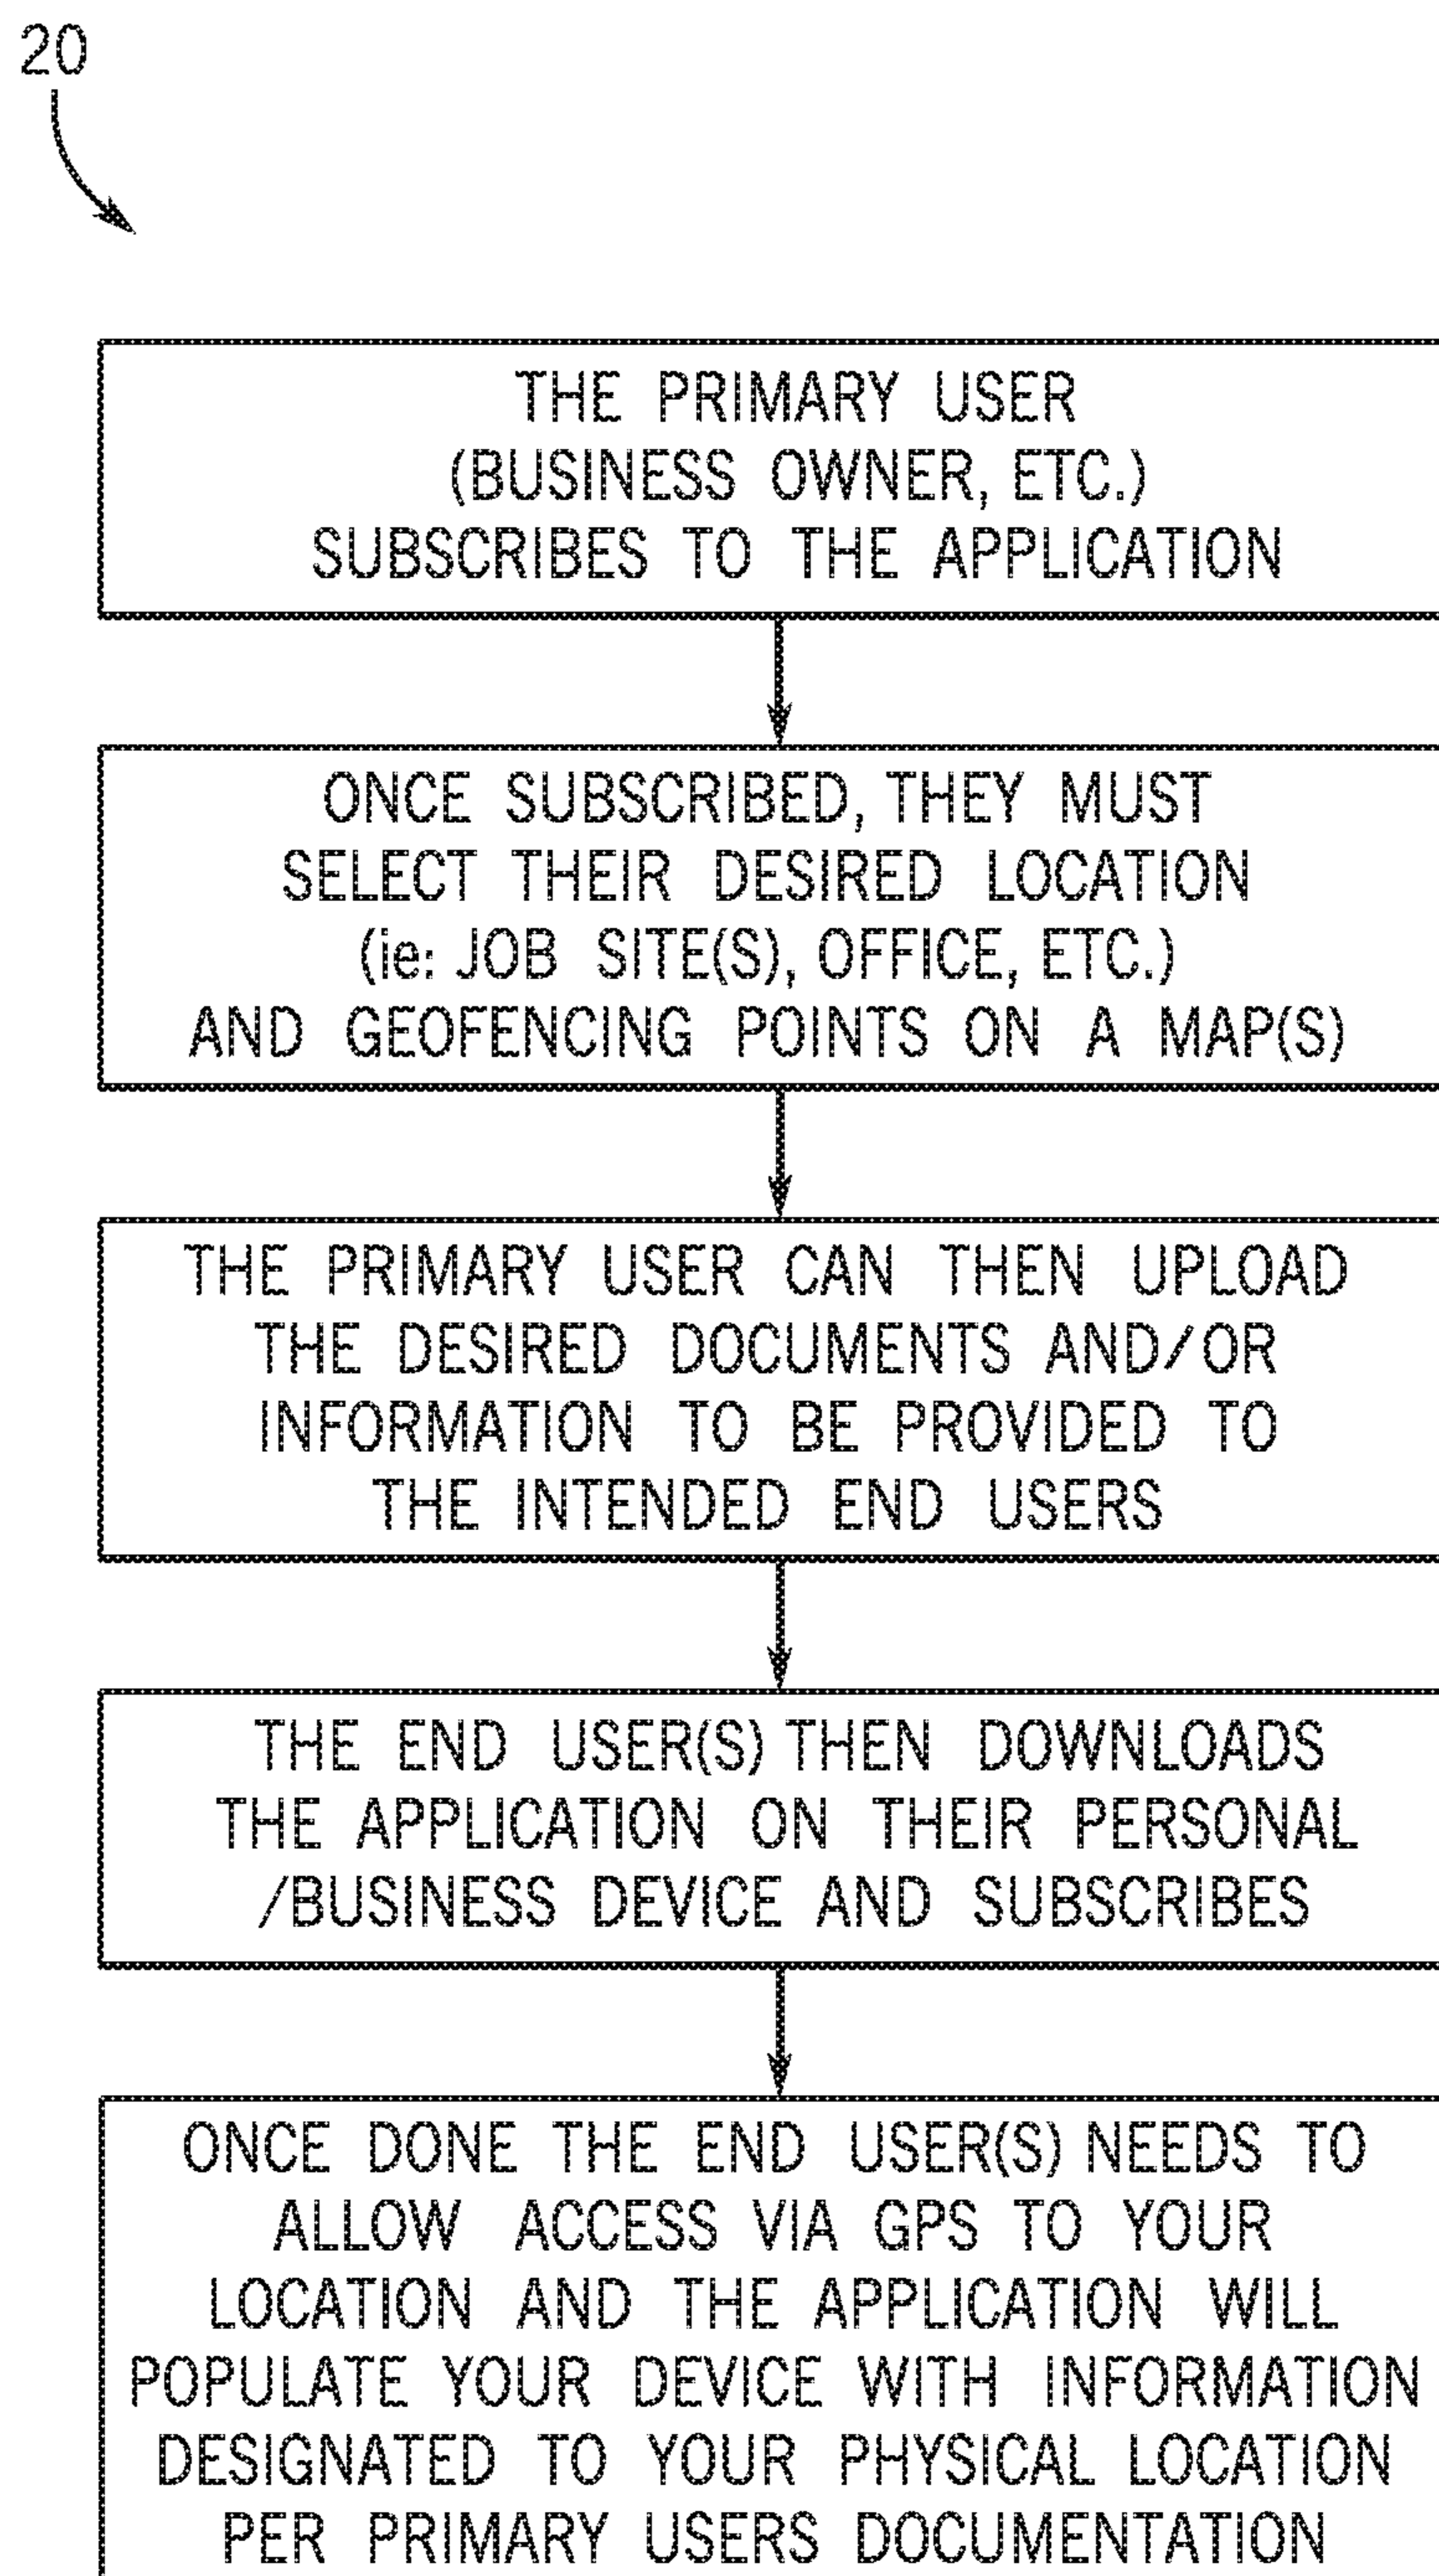 20
THE PRIMARY USER
(BUSINESS OWNER, ETC.)
SUBSCRIBES TO THE APPLICATION
ONCE SUBSCRIBED, THEY MUST
SELECT THEIR DESIRED LOCATION
(ie: JOB SITE(S), OFFICE, ETC.)
AND GEOFENCING POINTS ON A MAP(S)
THE PRIMARY USER CAN THEN UPLOAD
THE DESIRED DOCUMENTS AND/OR
INFORMATION TO BE PROVIDED TO
THE INTENDED END USERS
THE END USER(S) THEN DOWNLOADS
THE APPLICATION ON THEIR PERSONAL
/BUSINESS DEVICE AND SUBSCRIBES
ONCE DONE THE END USER(S) NEEDS TO
ALLOW ACCESS VIA GPS TO YOUR
LOCATION AND THE APPLICATION WILL
POPULATE YOUR DEVICE WITH INFORMATION
DESIGNATED TO YOUR PHYSICAL LOCATION
PER PRIMARY USERS DOCUMENTATION